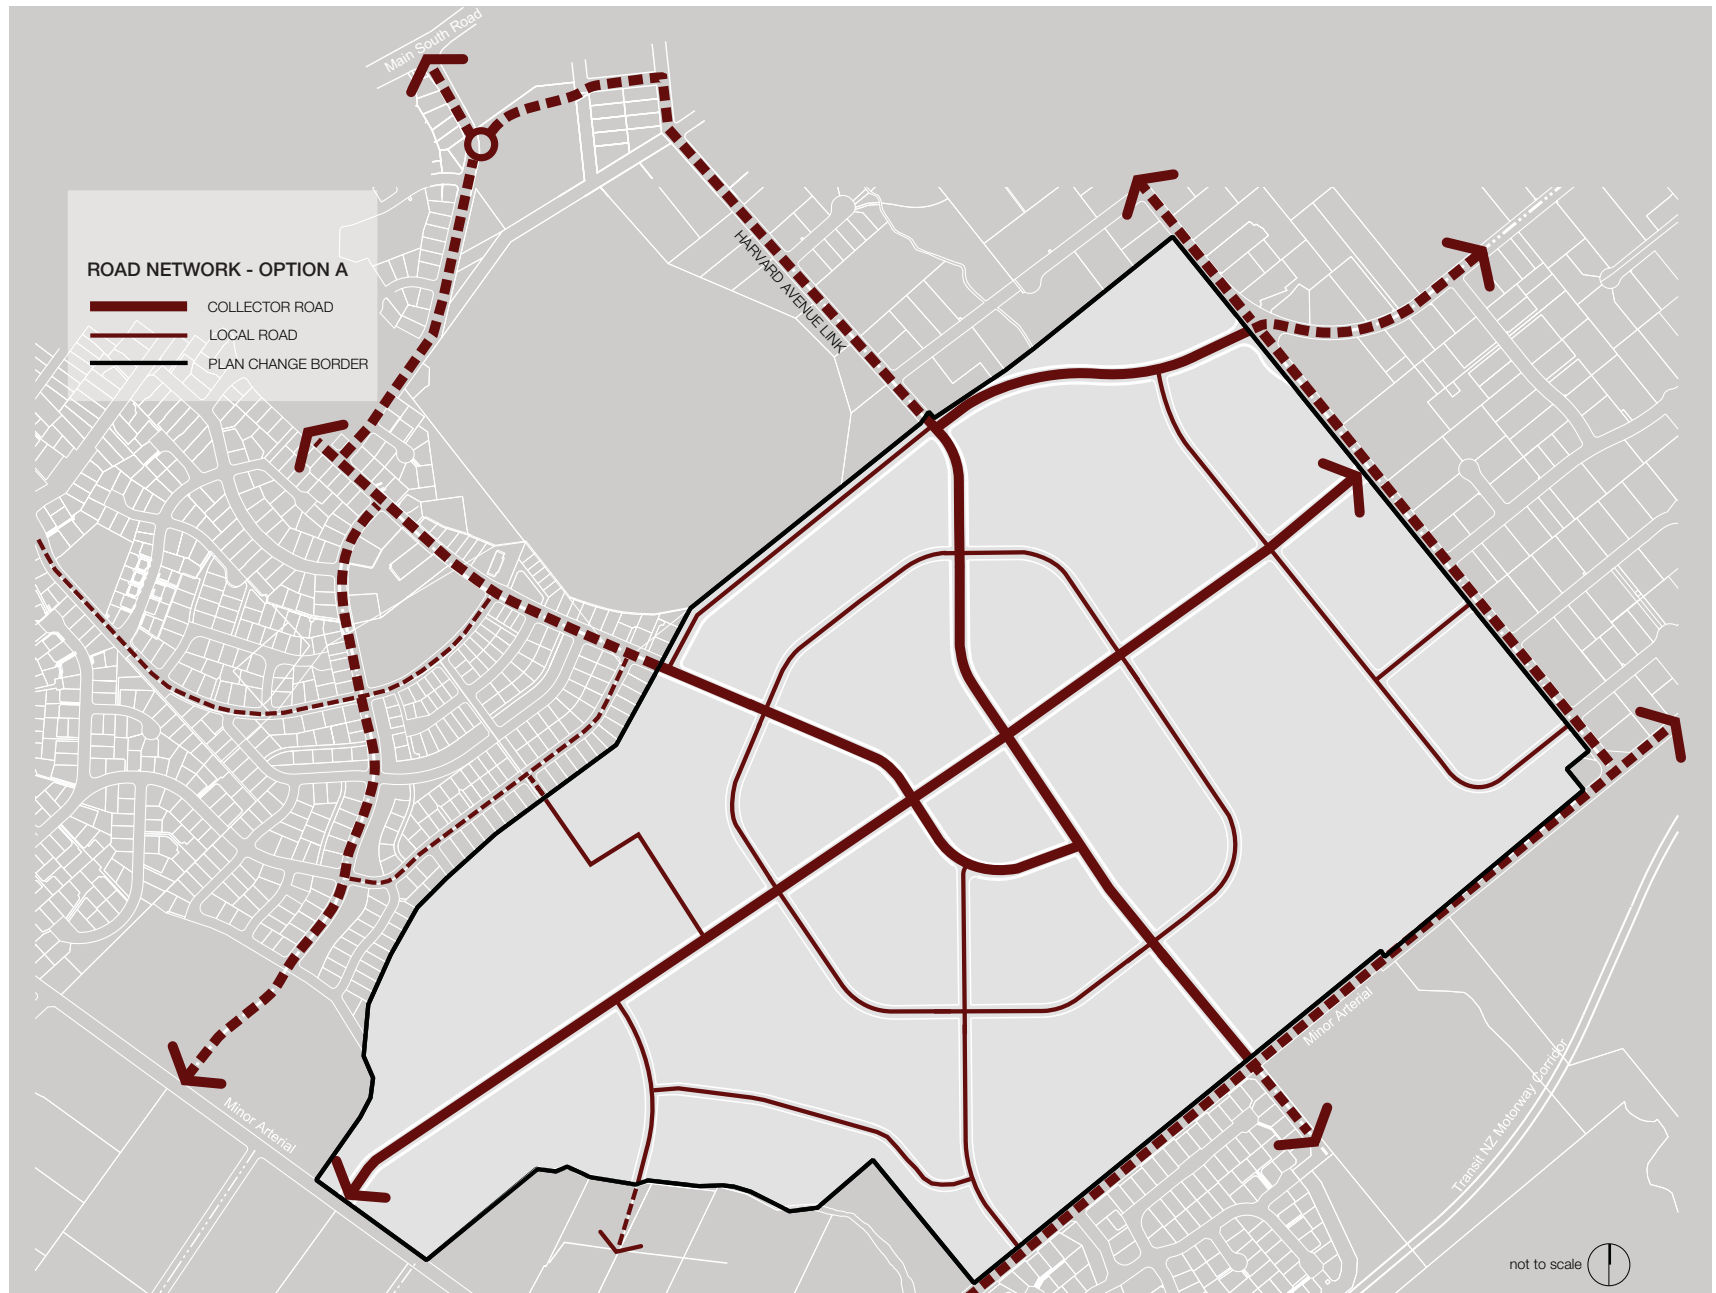 Main South Road
HARVARD AVENUE LINK
ROAD NETWORK - OPTION A
COLLECTOR ROAD
LOCAL ROAD
PLAN CHANGE BORDER
Minor Arterial
Minor Arterial
Transit NZ Motorway Corridor
not to scale